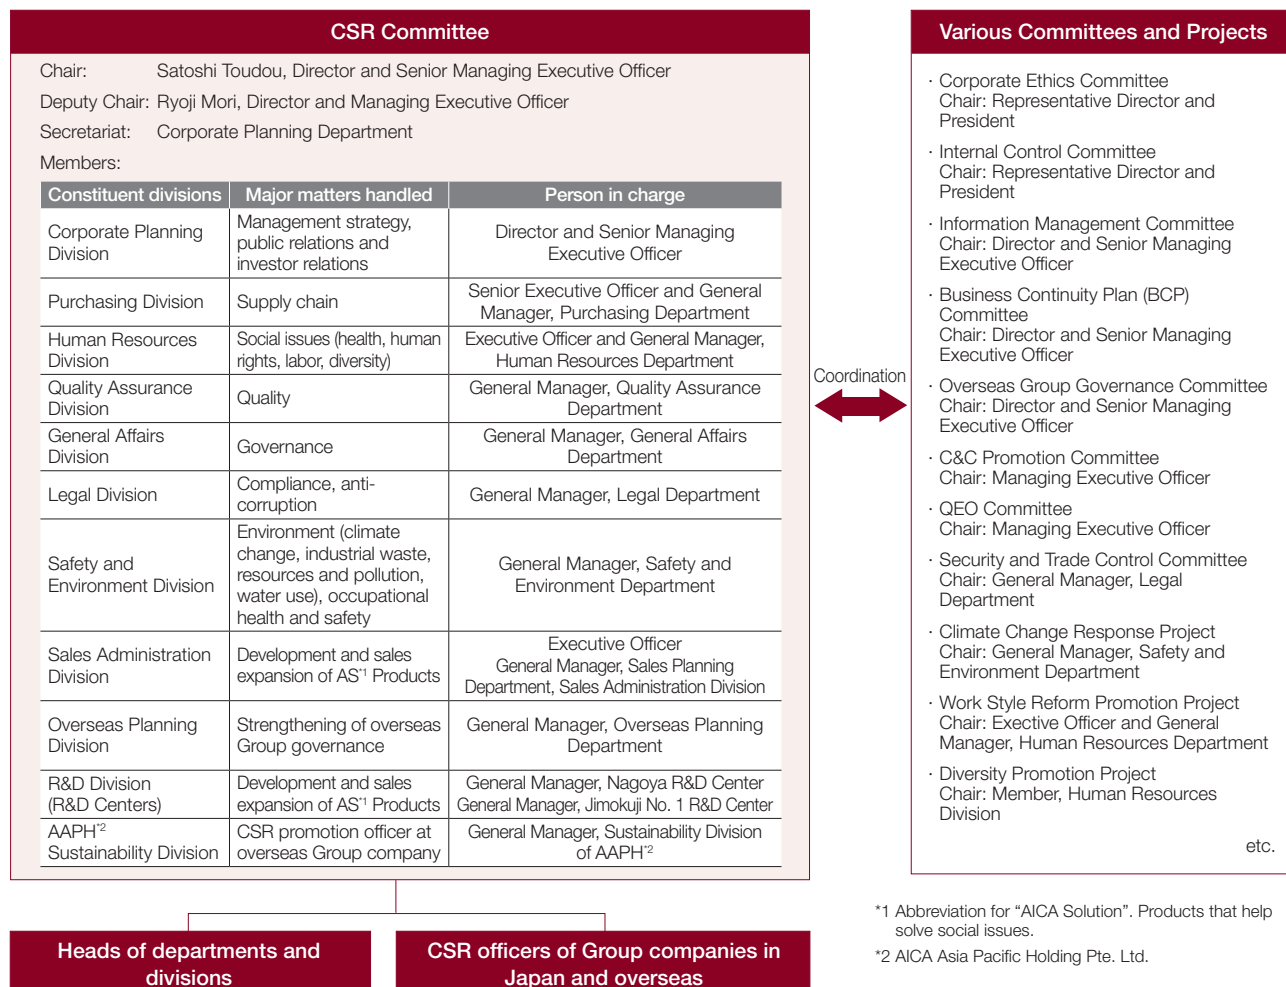 CSR Committee
Chair: Satoshi Toudou, Director and Senior Managing Executive Officer
Deputy Chair: Ryoji Mori, Director and Managing Executive Officer
Secretariat: Corporate Planning Department
Members:
Constituent divisions Major matters handled Person in charge
Corporate Planning
Division
Management strategy,
public relations and
investor relations
Director and Senior Managing
Executive Officer
Purchasing Division
Supply chain
Senior Executive Officer and General
Manager, Purchasing Department
Human Resources
Division
Social issues (health, human
rights, labor, diversity)
Executive Officer and General Manager,
Human Resources Department
Quality Assurance
Division
Quality
General Manager, Quality Assurance
Department
General Affairs
Division
Governance
General Manager, General Affairs
Department
Legal Division
Compliance, anti-
corruption
General Manager, Legal Department
Safety and
Environment Division
Environment (climate
change, industrial waste,
resources and pollution,
water use), occupational
health and safety
General Manager, Safety and
Environment Department
Sales Administration
Division
Development and sales
expansion of AS*1 Products
Executive Officer
General Manager, Sales Planning
Department, Sales Administration Division
Overseas Planning
Division
Strengthening of overseas
Group governance
General Manager, Overseas Planning
Department
R&D Division
(R&D Centers)
Development and sales
expansion of AS*1 Products
General Manager, Nagoya R&D Center
General Manager, Jimokuji No. 1 R&D Center
AAPH*2
Sustainability Division
CSR promotion officer at
overseas Group company
General Manager, Sustainability Division
of AAPH*2
Heads of departments and
divisions
CSR officers of Group companies in
Japan and overseas
Coordination
Various Committees and Projects
· Corporate Ethics Committee
Chair: Representative Director and
President
· Internal Control Committee
Chair: Representative Director and
President
· Information Management Committee
Chair: Director and Senior Managing
Executive Officer
· Business Continuity Plan (BCP)
Committee
Chair: Director and Senior Managing
Executive Officer
· Overseas Group Governance Committee
Chair: Director and Senior Managing
Executive Officer
· C&C Promotion Committee
Chair: Managing Executive Officer
· QEO Committee
Chair: Managing Executive Officer
· Security and Trade Control Committee
Chair: General Manager, Legal
Department
· Climate Change Response Project
Chair: General Manager, Safety and
Environment Department
· Work Style Reform Promotion Project
Chair: Exective Officer and General
Manager, Human Resources Department
· Diversity Promotion Project
Chair: Member, Human Resources
Division
etc.
*1 Abbreviation for “AICA Solution”. Products that help
solve social issues.
*2 AICA Asia Pacific Holding Pte. Ltd.